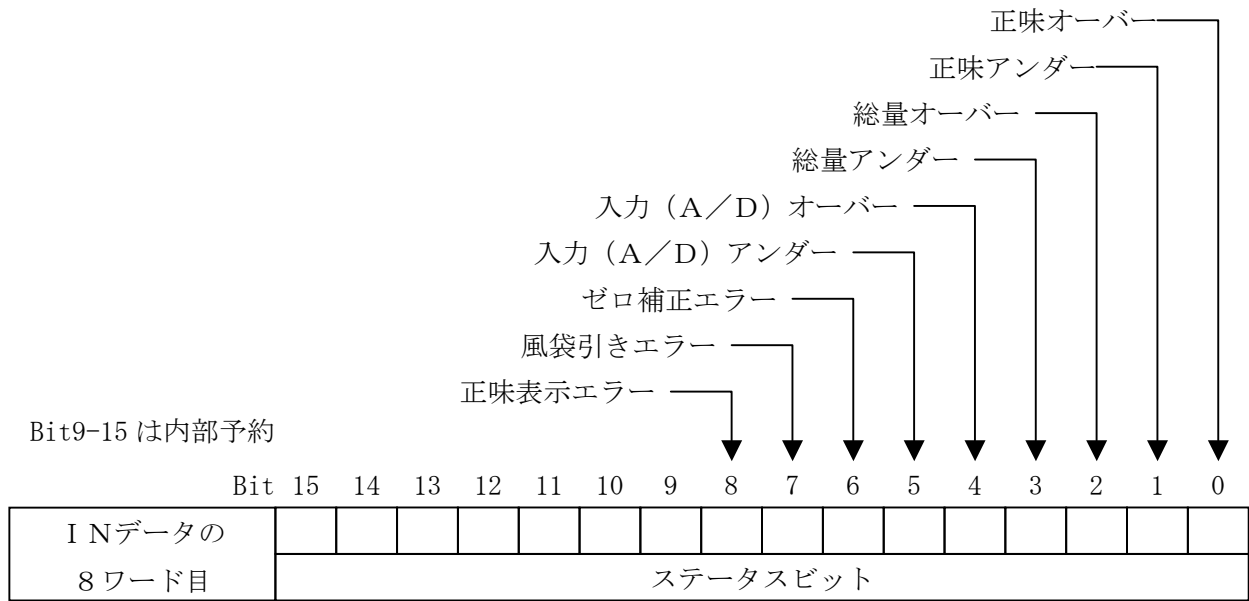 正味オーバー
正味アンダー
総量オーバー
総量アンダー
入力（Ａ／Ｄ）オーバー
入力（Ａ／Ｄ）アンダー
ゼロ補正エラー
風袋引きエラー
正味表示エラー
Bit9-15 は内部予約
Bit 15 14 13 12 11 10 9 8 7 6 5 4 3 2 1 0
ＩＮデータの
８ワード目
ステータスビット